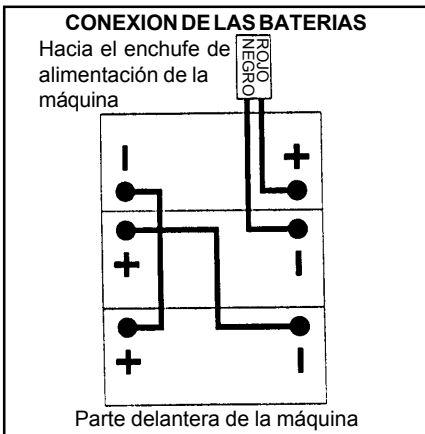 CONEXION DE LAS BATERIAS
Hacia el enchufe de
alimentación de la
máquina
ROJO
NEGRO
- +
+ -
+ -
Parte delantera de la máquina